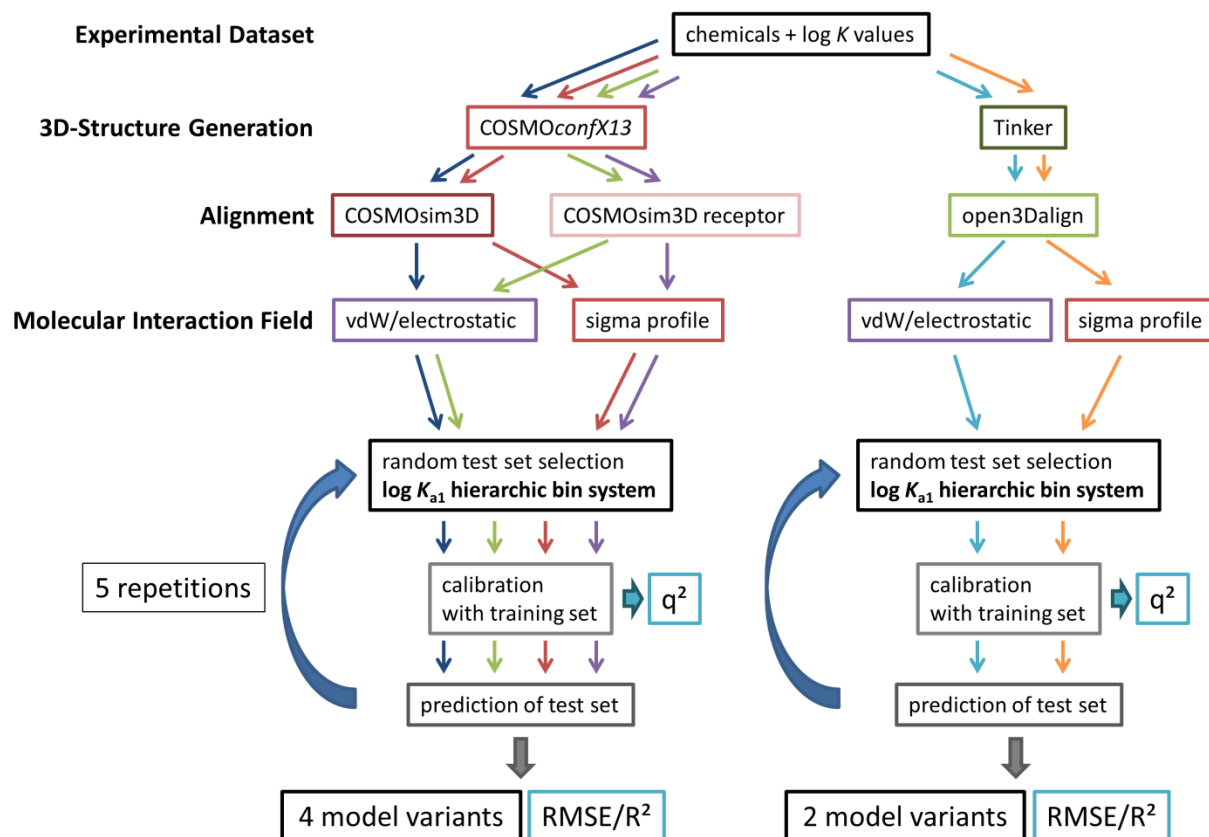 Experimental Dataset
chemicals + log K values
3D-Structure Generation
COSMOconfX13
Tinker
Alignment
COSMOsim3D
COSMOsim3D receptor
open3Dalign
Molecular Interaction Field
vdW/electrostatic
sigma profile
vdW/electrostatic
sigma profile
random test set selection
log Ka1 hierarchic bin system
random test set selection
log Ka1 hierarchic bin system
5 repetitions
calibration
with training set
q²
calibration
with training set
q²
prediction of test set
prediction of test set
4 model variants
RMSE/R²
2 model variants
RMSE/R²